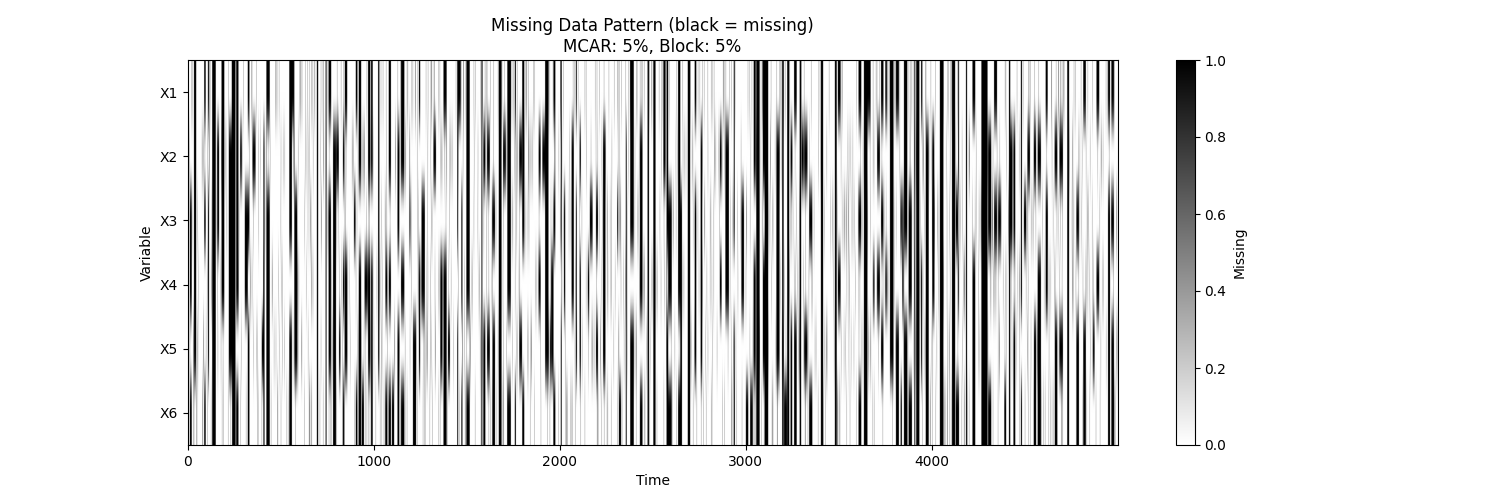 Missing Data Pattern (black = missing)
MCAR: 5%, Block: 5%
X1
X2
X3
X4
X5
X6
Variable
0 1000 2000 3000 4000
Time
1.0
0.8
0.6
0.4
0.2
0.0
Missing